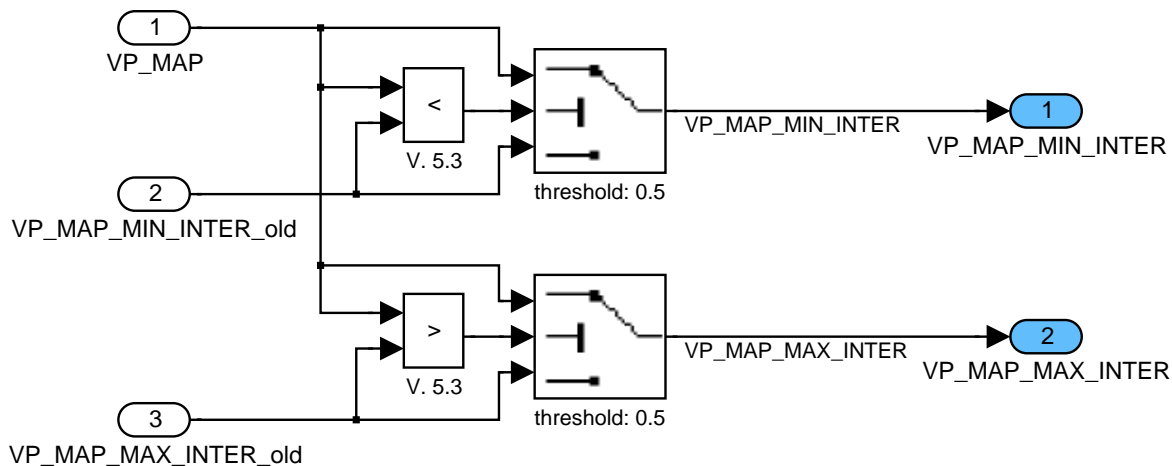 1
VP_MAP
<
V. 5.3
threshold: 0.5
VP_MAP_MIN_INTER
1
VP_MAP_MIN_INTER
2
VP_MAP_MIN_INTER_old
>
V. 5.3
threshold: 0.5
VP_MAP_MAX_INTER
2
VP_MAP_MAX_INTER
3
VP_MAP_MAX_INTER_old